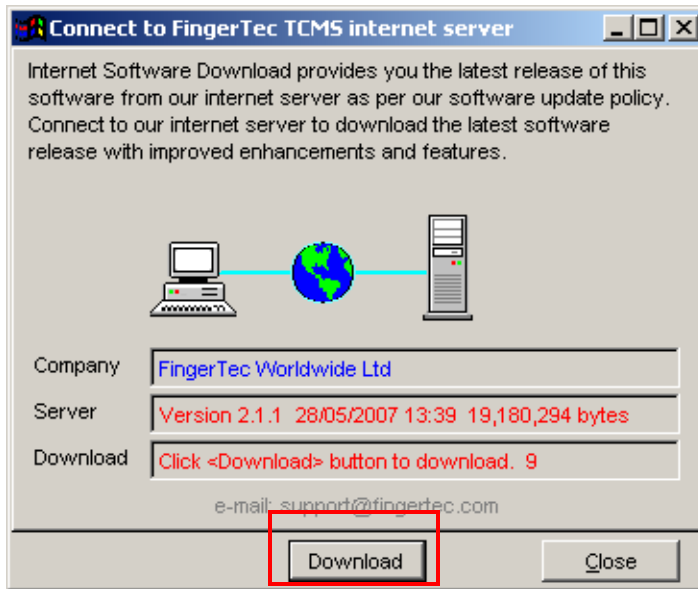 Connect to FingerTec TCMS internet server
Internet Software Download provides you the latest release of this
software from our internet server as per our software update policy.
Connect to our internet server to download the latest software
release with improved enhancements and features.
Company FingerTec Worldwide Ltd
Server Version 2.1.1 28/05/2007 13:39 19,180,294 bytes
Download Click <Download> button to download. 9
e-mail: support@fingertec.com
Download Close